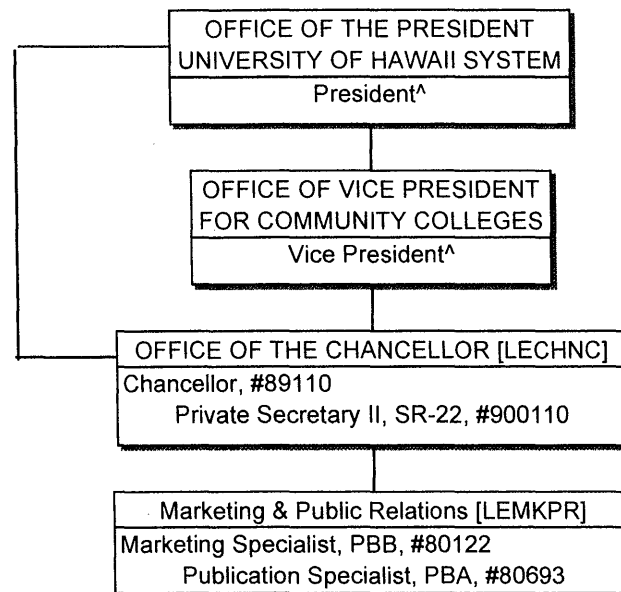 OFFICE OF THE PRESIDENT
UNIVERSITY OF HAWAII SYSTEM
President^
OFFICE OF VICE PRESIDENT
FOR COMMUNITY COLLEGES
Vice President^
OFFICE OF THE CHANCELLOR [LECHNC]
Chancellor, #89110
Private Secretary II, SR-22, #900110
Marketing & Public Relations [LEMKPR]
Marketing Specialist, PBB, #80122
Publication Specialist, PBA, #80693